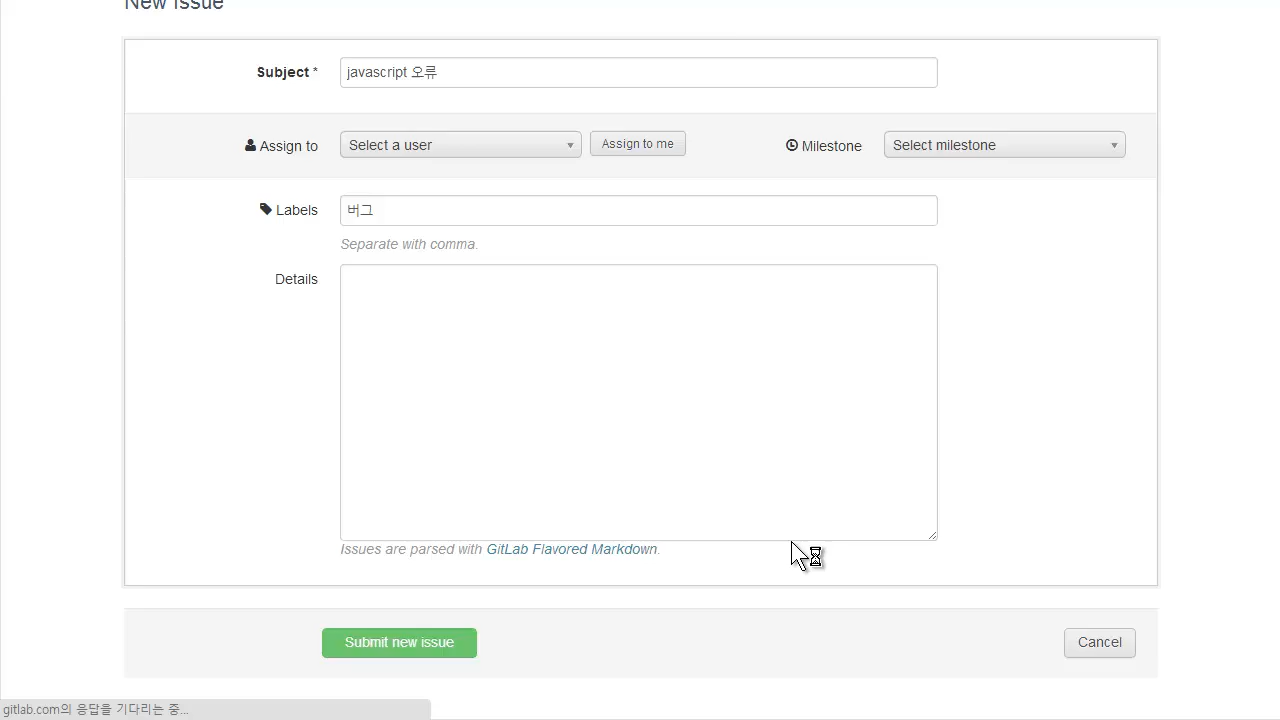 New Issue
Subject * javascript 오류
Assign to Select a user Assign to me Milestone Select milestone
Labels 버그
Separate with comma.
Details
Issues are parsed with GitLab Flavored Markdown.
Submit new issue Cancel
gitlab.com의 응답을 기다리는 중...